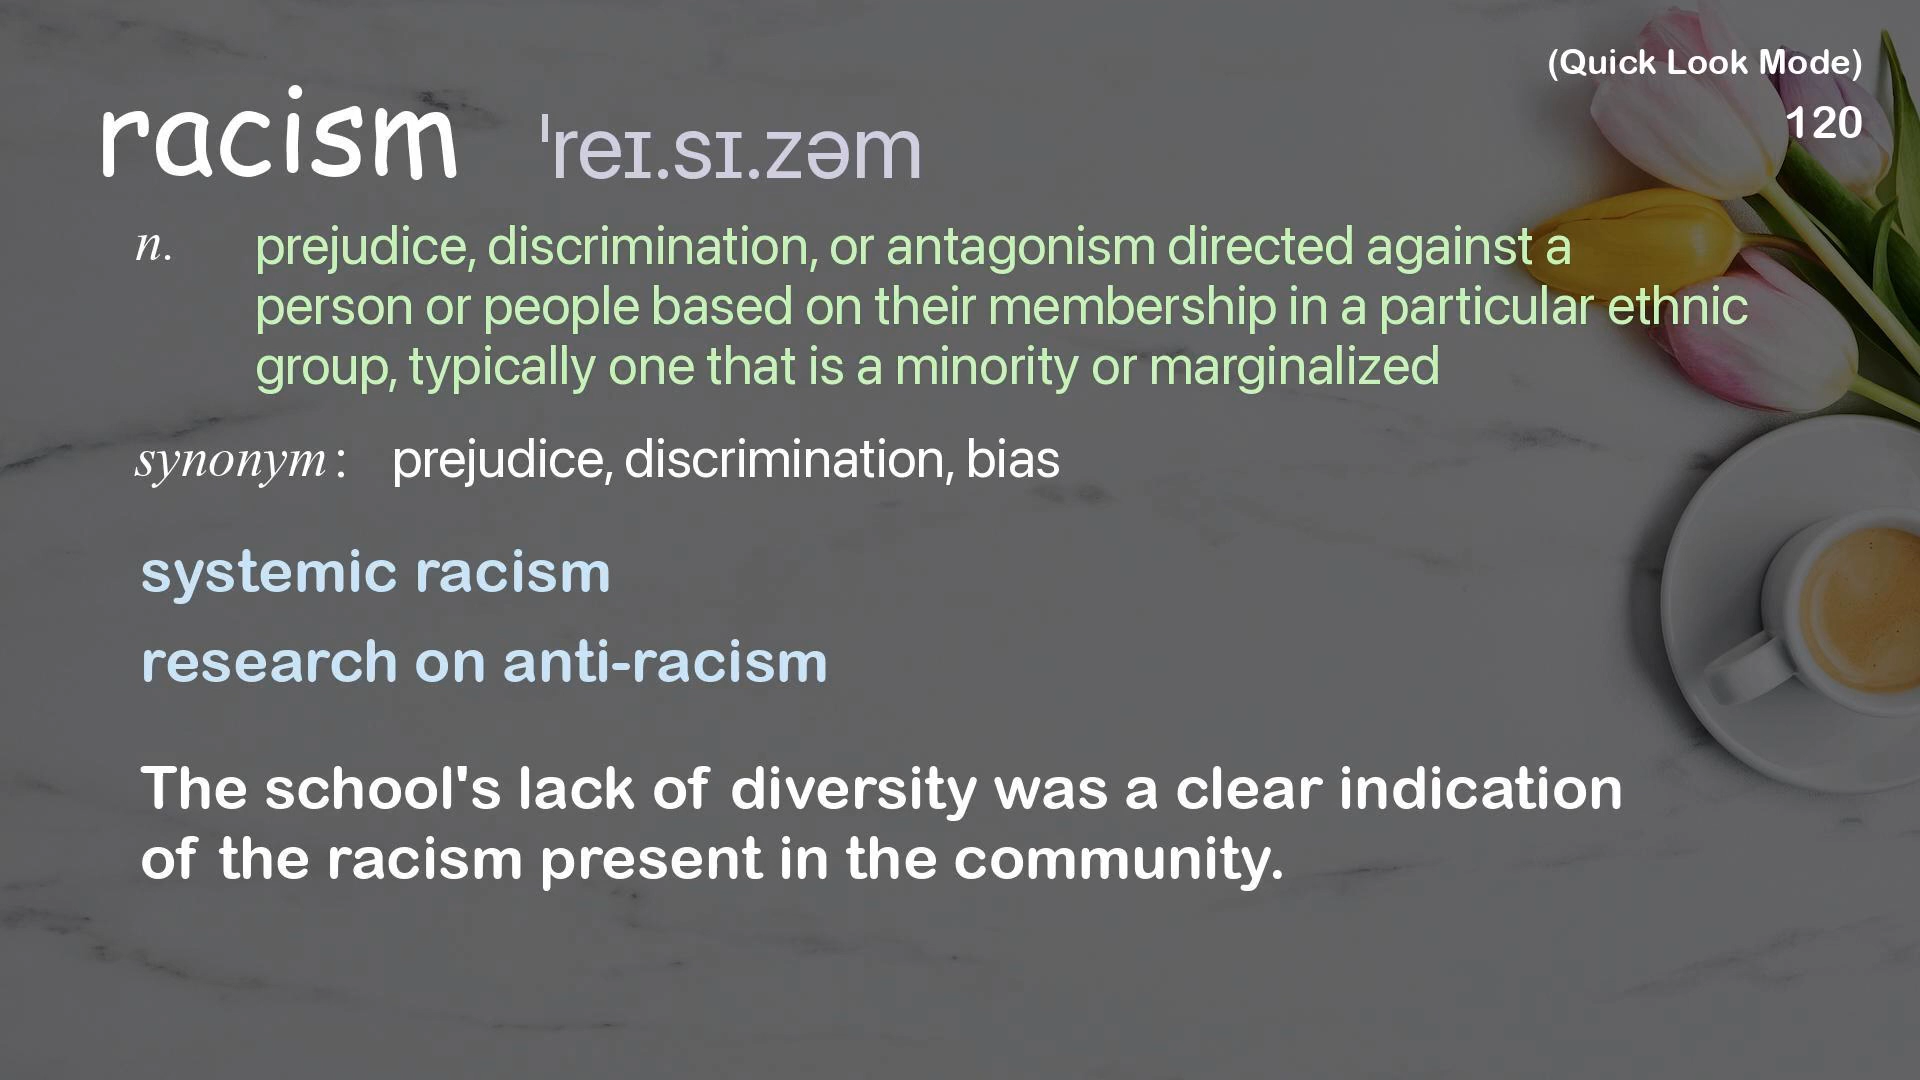 (Quick Look Mode)
120
racism ˈreɪ.sɪ.zəm
n. prejudice, discrimination, or antagonism directed against a
person or people based on their membership in a particular ethnic
group, typically one that is a minority or marginalized
synonym: prejudice, discrimination, bias
systemic racism
research on anti-racism
The school's lack of diversity was a clear indication
of the racism present in the community.